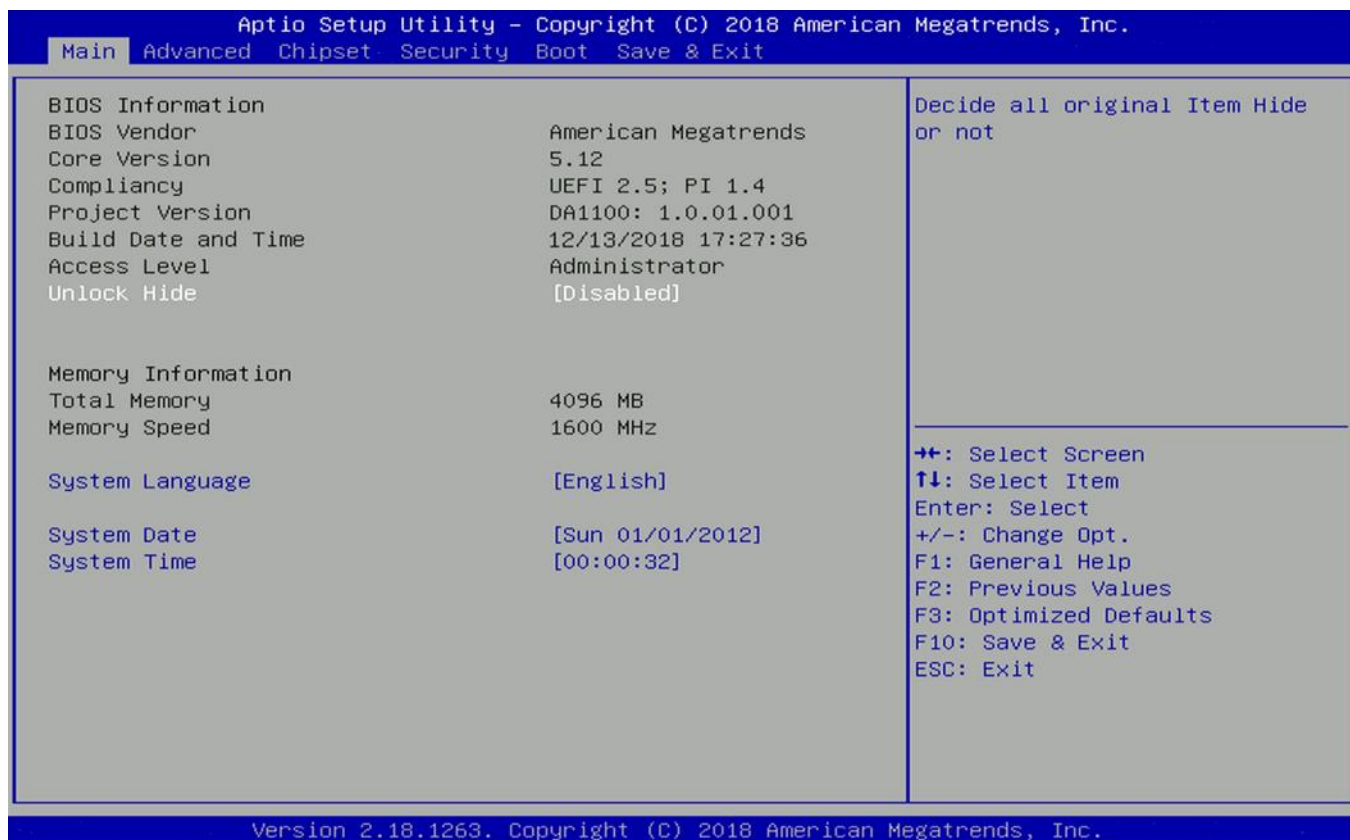 Aptio Setup Utility – Copyright (C) 2018 American Megatrends, Inc.
Main Advanced Chipset Security Boot Save & Exit
BIOS Information
BIOS Vendor American Megatrends
Core Version 5.12
Compliancy UEFI 2.5; PI 1.4
Project Version DA1100: 1.0.01.001
Build Date and Time 12/13/2018 17:27:36
Access Level Administrator
Unlock Hide [Disabled]
Memory Information
Total Memory 4096 MB
Memory Speed 1600 MHz
System Language [English]
System Date [Sun 01/01/2012]
System Time [00:00:32]
Decide all original Item Hide
or not
→←: Select Screen
↑↓: Select Item
Enter: Select
+/-: Change Opt.
F1: General Help
F2: Previous Values
F3: Optimized Defaults
F10: Save & Exit
ESC: Exit
Version 2.18.1263. Copyright (C) 2018 American Megatrends, Inc.